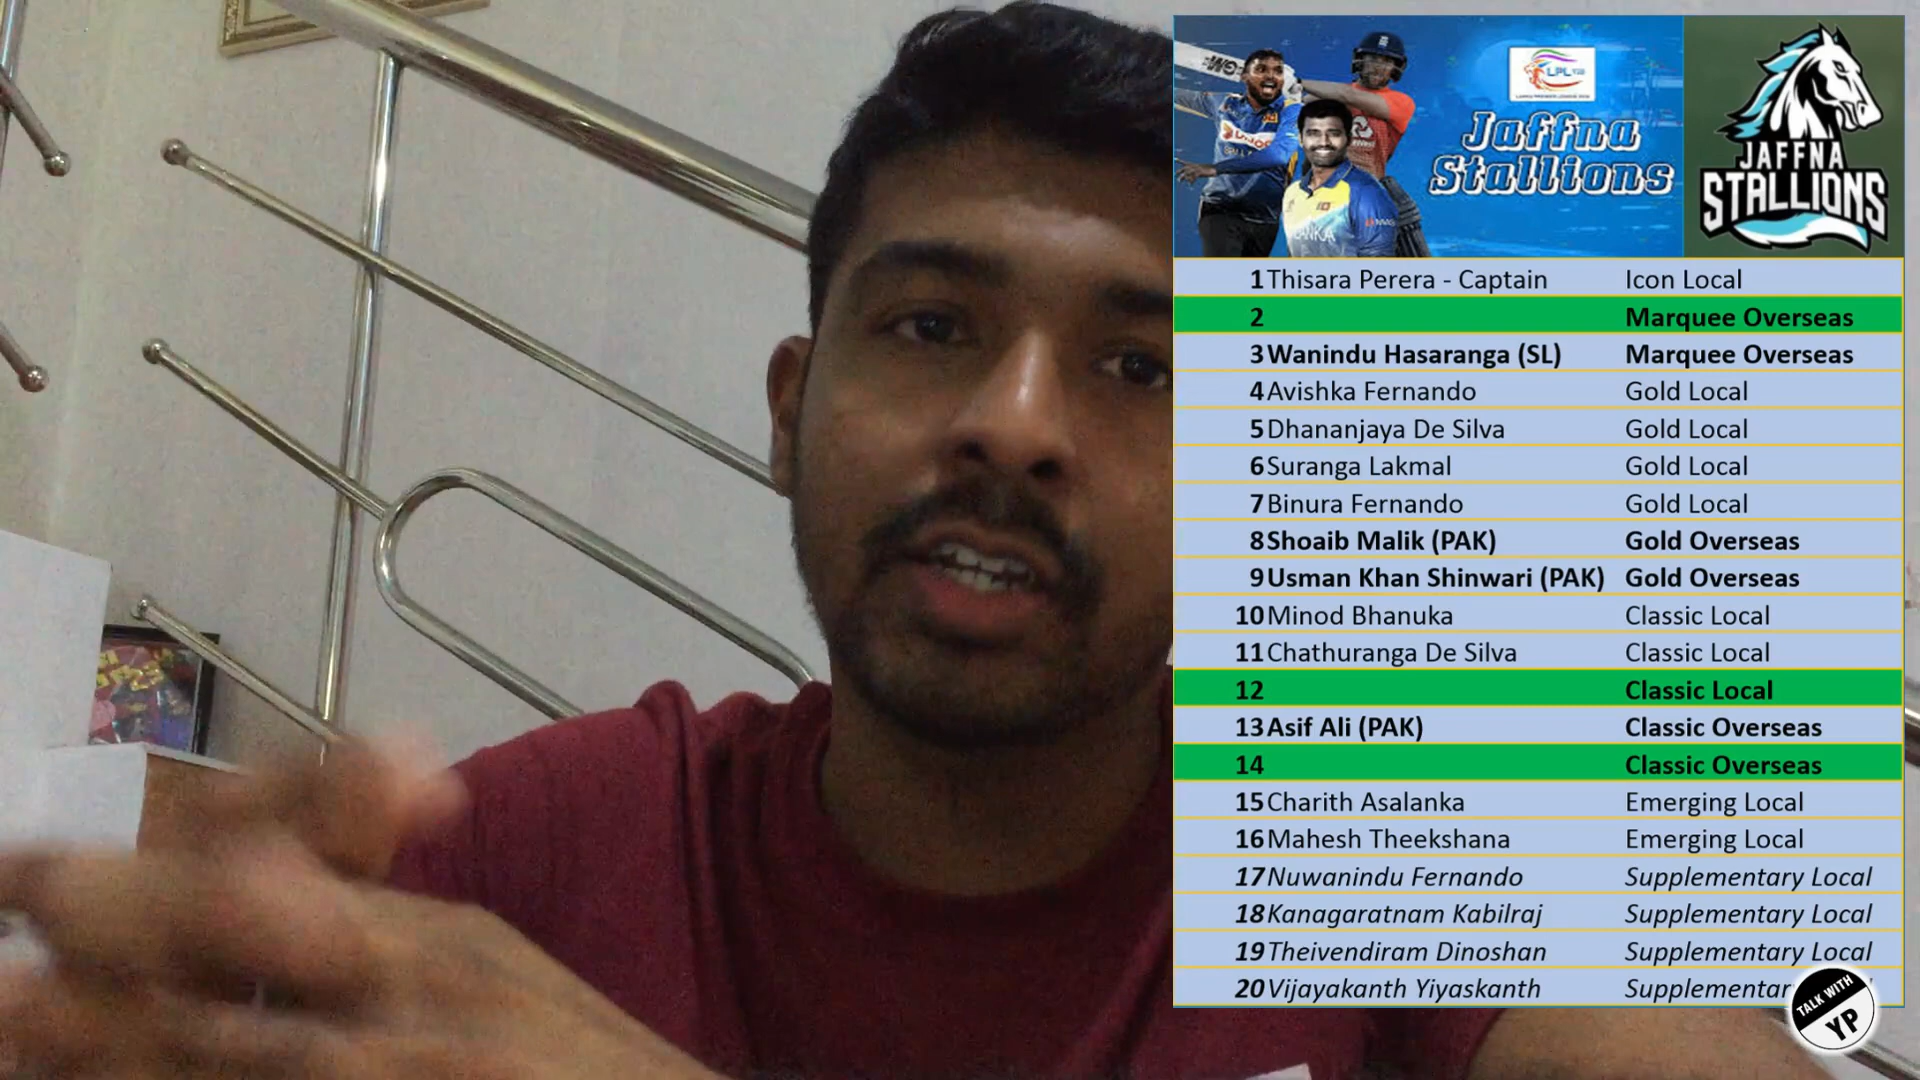 LPL T20
Jaffna
Stallions
JAFFNA
STALLIONS
1 Thisara Perera - Captain Icon Local
2 Marquee Overseas
3 Wanindu Hasaranga (SL) Marquee Overseas
4 Avishka Fernando Gold Local
5 Dhananjaya De Silva Gold Local
6 Suranga Lakmal Gold Local
7 Binura Fernando Gold Local
8 Shoaib Malik (PAK) Gold Overseas
9 Usman Khan Shinwari (PAK) Gold Overseas
10 Minod Bhanuka Classic Local
11 Chathuranga De Silva Classic Local
12 Classic Local
13 Asif Ali (PAK) Classic Overseas
14 Classic Overseas
15 Charith Asalanka Emerging Local
16 Mahesh Theekshana Emerging Local
17 Nuwanindu Fernando Supplementary Local
18 Kanagaratnam Kabilraj Supplementary Local
19 Theivendiram Dinoshan Supplementary Local
20 Vijayakanth Yiyaskanth Supplementar
TALK WITH
YP